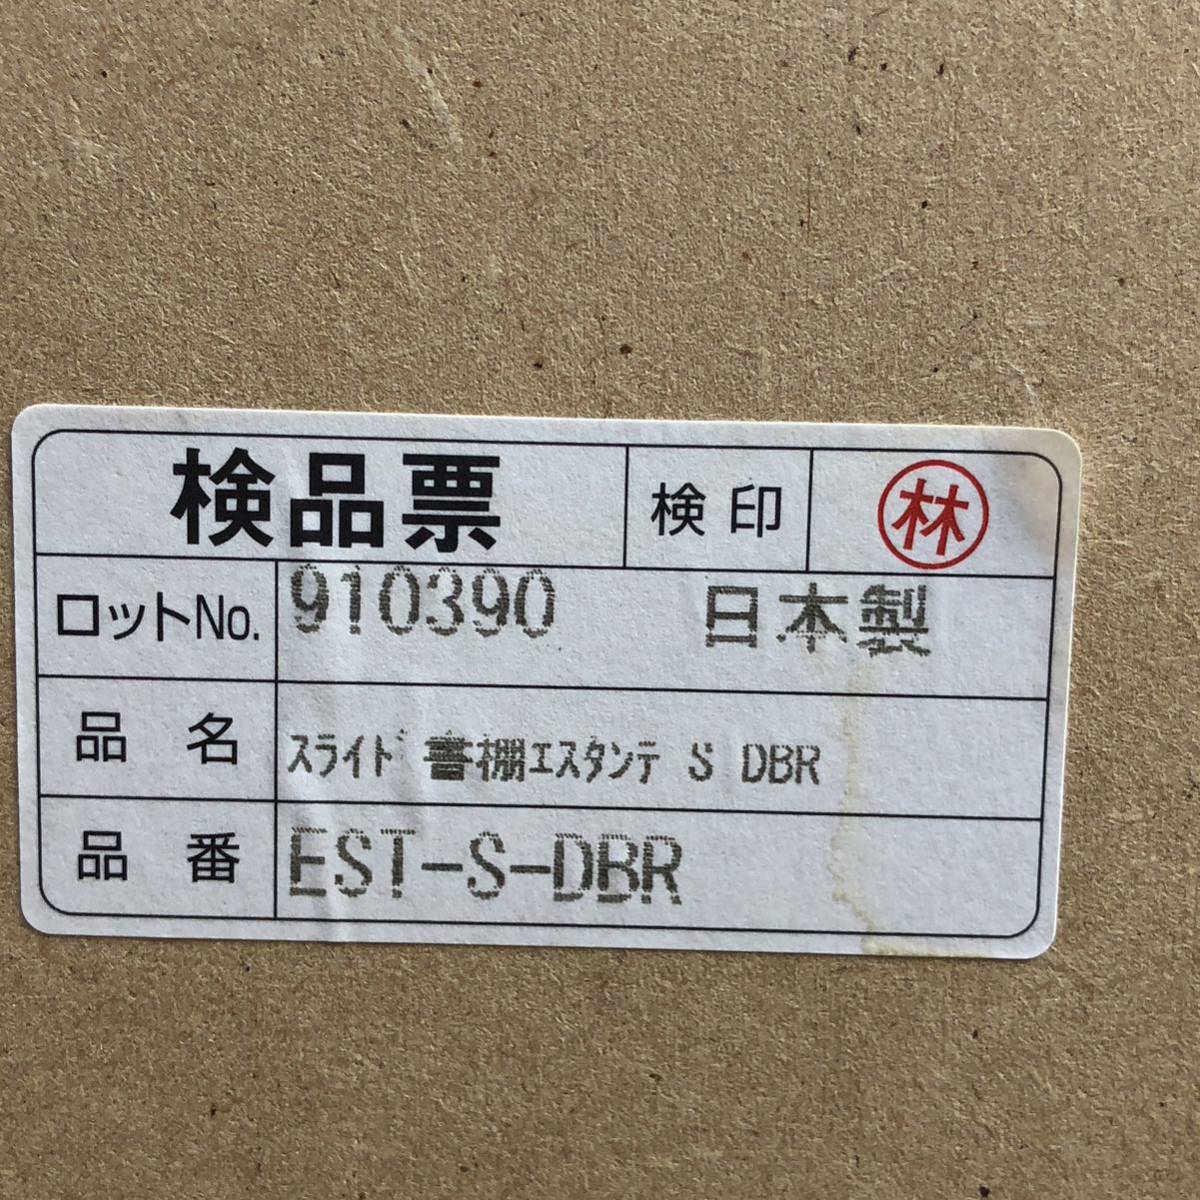 検品票 検印 林
ロットNo. 910390 日本製
品名 スライド 書棚エスタンテ S DBR
品番 EST-S-DBR